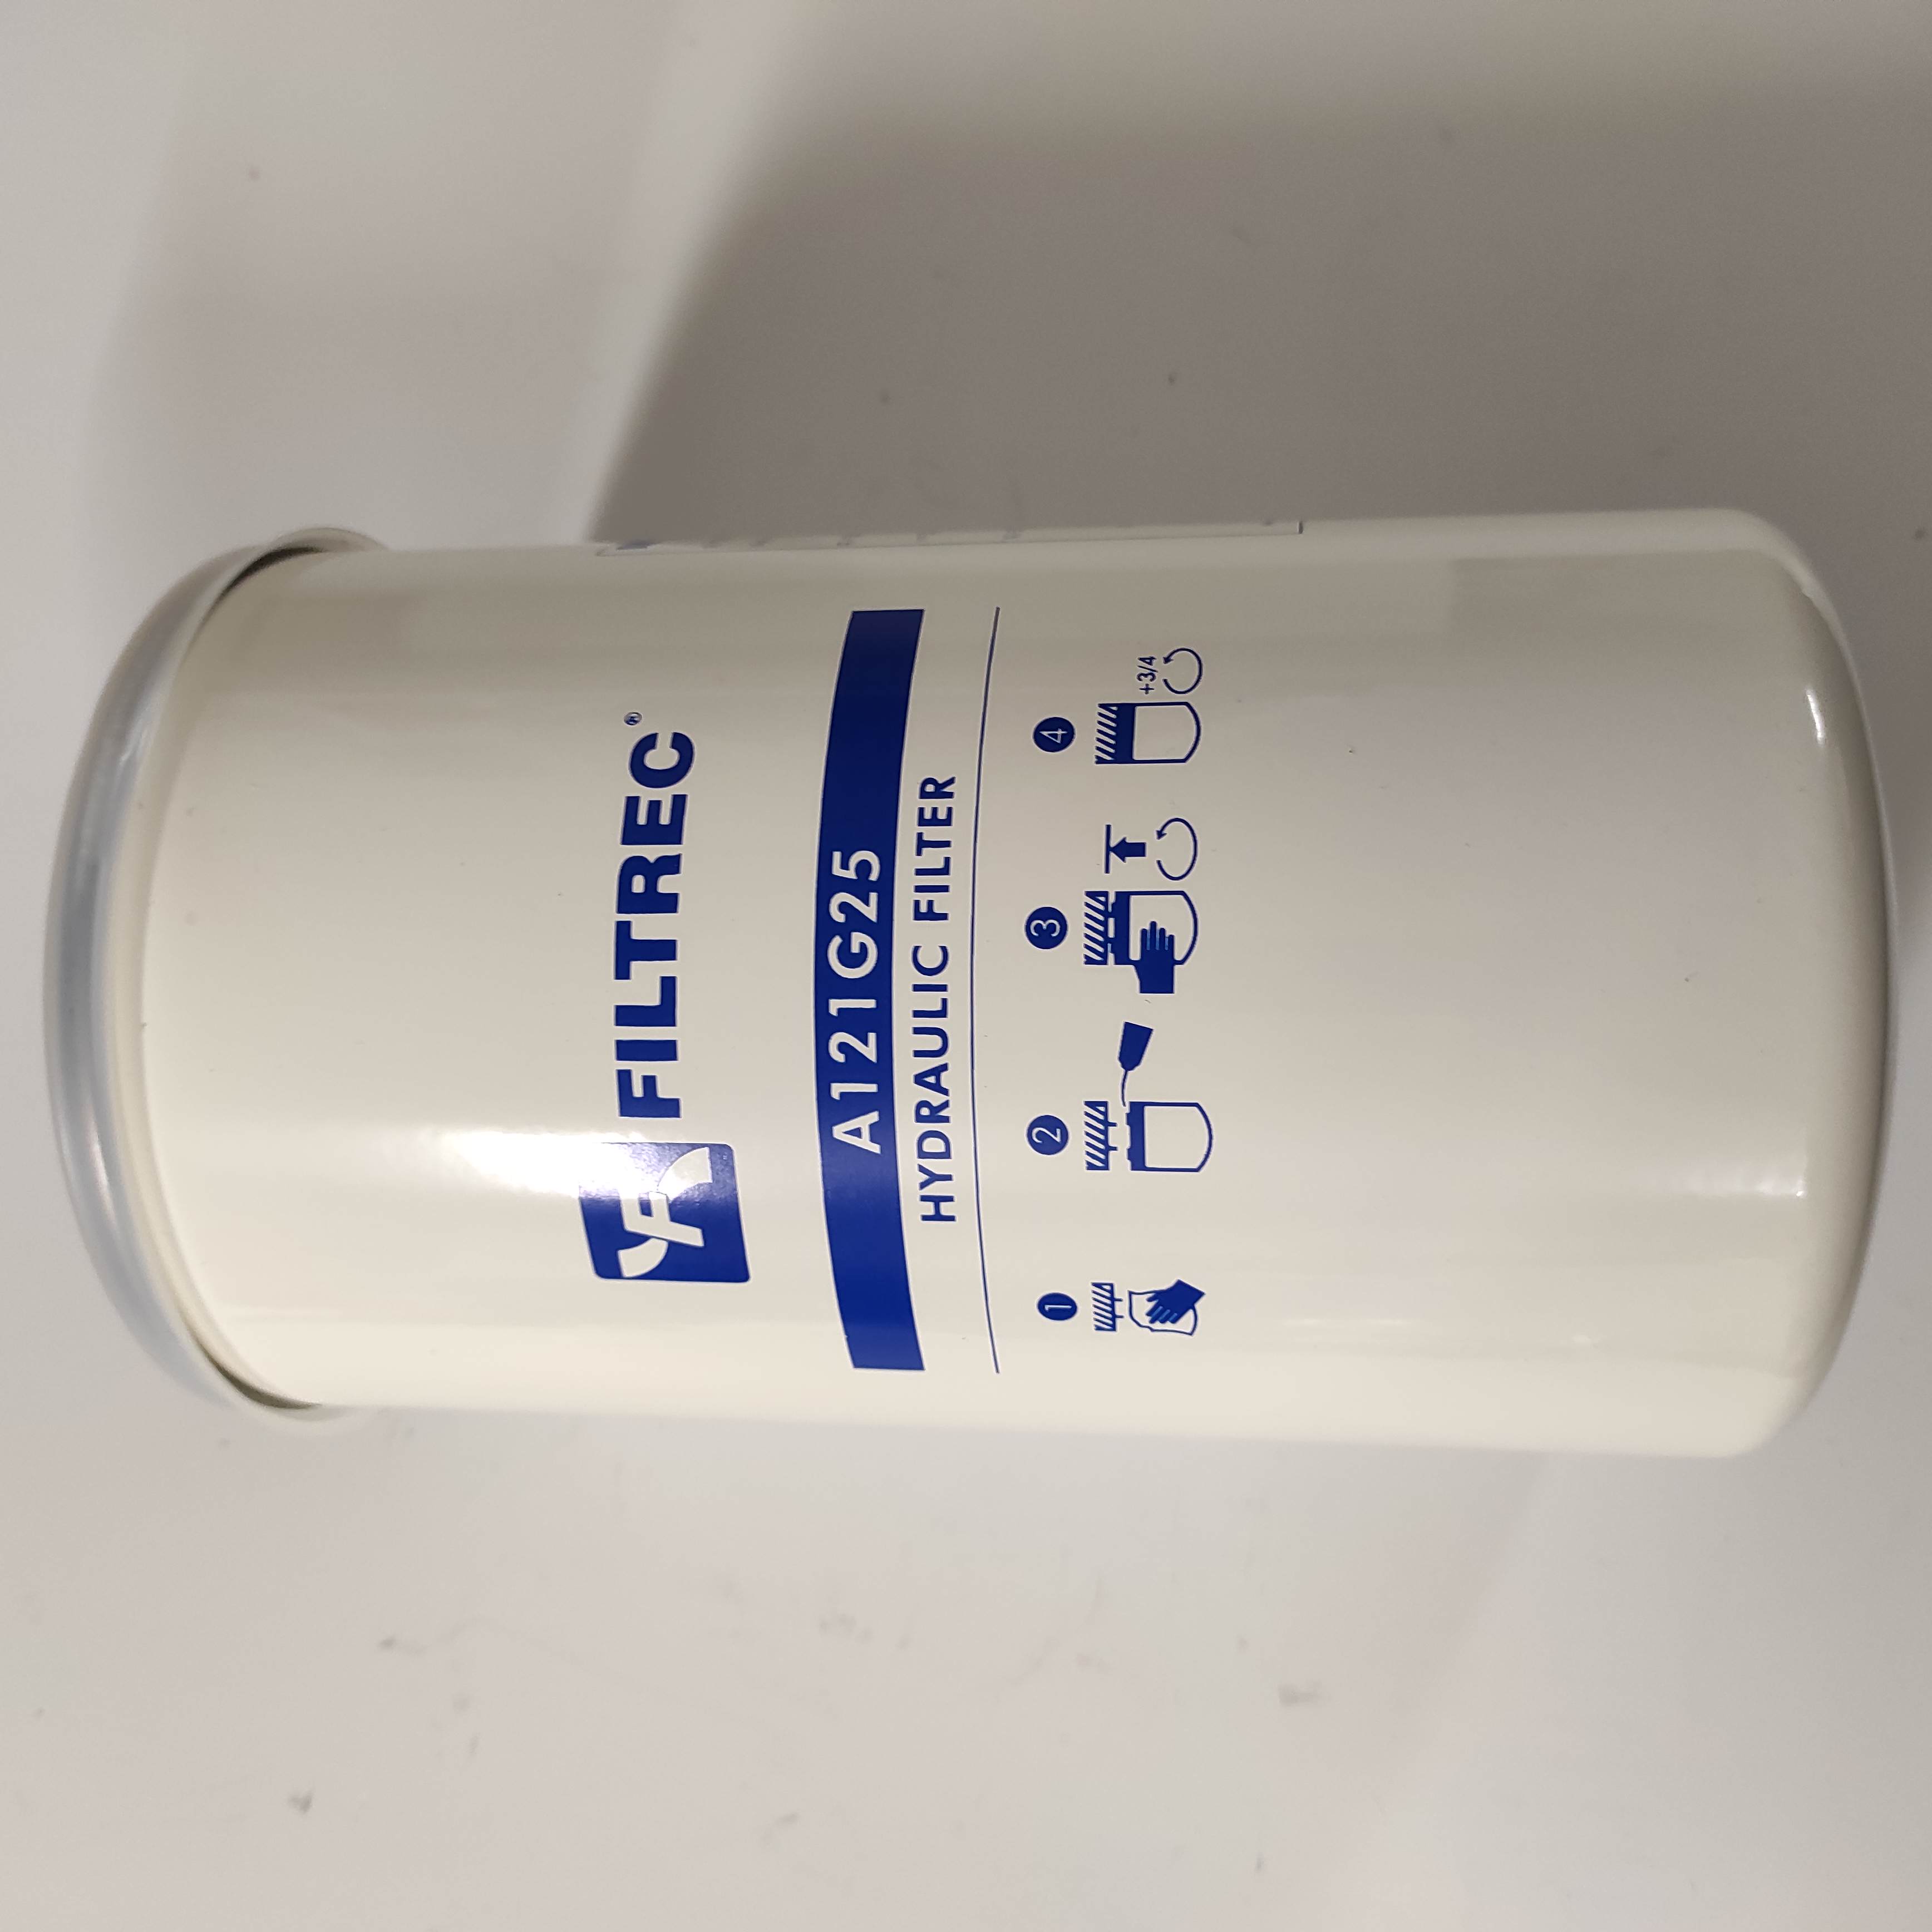 FILTREC®
A121G25
HYDRAULIC FILTER
1 2 3 4
+3/4